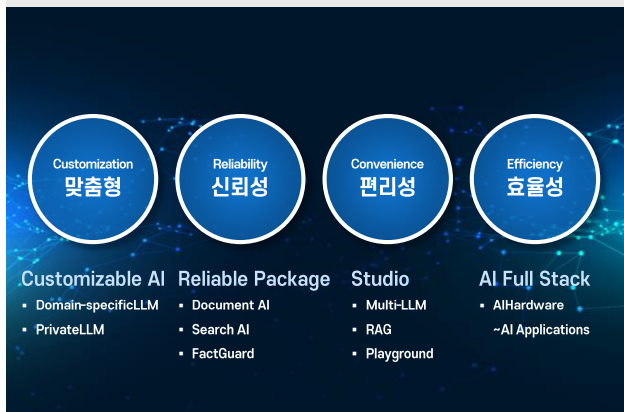 Customization
맞춤형
Reliability
신뢰성
Convenience
편리성
Efficiency
효율성
Customizable AI
▪ Domain-specificLLM
▪ PrivateLLM
Reliable Package
▪ Document AI
▪ Search AI
▪ FactGuard
Studio
▪ Multi-LLM
▪ RAG
▪ Playground
AI Full Stack
▪ AIHardware
~AI Applications